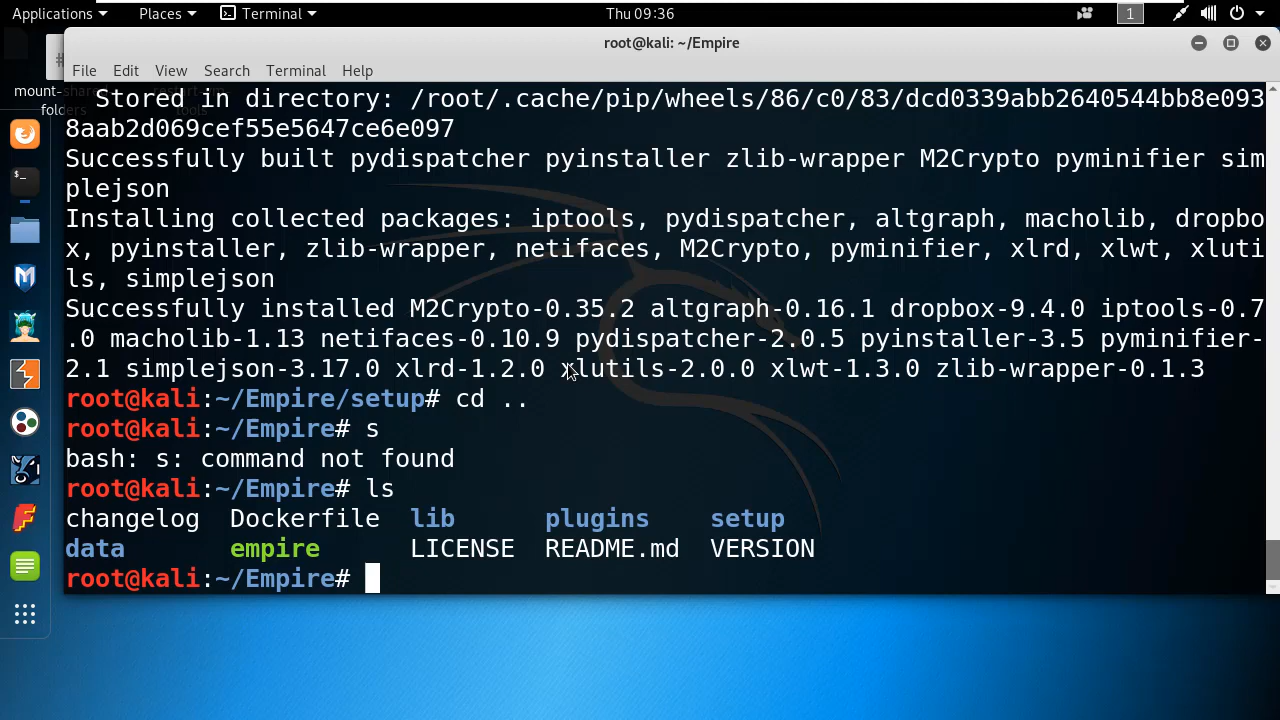 Applications Places Terminal Thu 09:36 1
root@kali: ~/Empire
File Edit View Search Terminal Help
Stored in directory: /root/.cache/pip/wheels/86/c0/83/dcd0339abb2640544bb8e093
8aab2d069cef55e5647ce6e097
Successfully built pydispatcher pyinstaller zlib-wrapper M2Crypto pyminifier sim
plejson
Installing collected packages: iptools, pydispatcher, altgraph, macholib, dropbo
x, pyinstaller, zlib-wrapper, netifaces, M2Crypto, pyminifier, xlrd, xlwt, xluti
ls, simplejson
Successfully installed M2Crypto-0.35.2 altgraph-0.16.1 dropbox-9.4.0 iptools-0.7
.0 macholib-1.13 netifaces-0.10.9 pydispatcher-2.0.5 pyinstaller-3.5 pyminifier-
2.1 simplejson-3.17.0 xlrd-1.2.0 xlutils-2.0.0 xlwt-1.3.0 zlib-wrapper-0.1.3
root@kali:~/Empire/setup# cd ..
root@kali:~/Empire# s
bash: s: command not found
root@kali:~/Empire# ls
changelog Dockerfile lib plugins setup
data empire LICENSE README.md VERSION
root@kali:~/Empire#